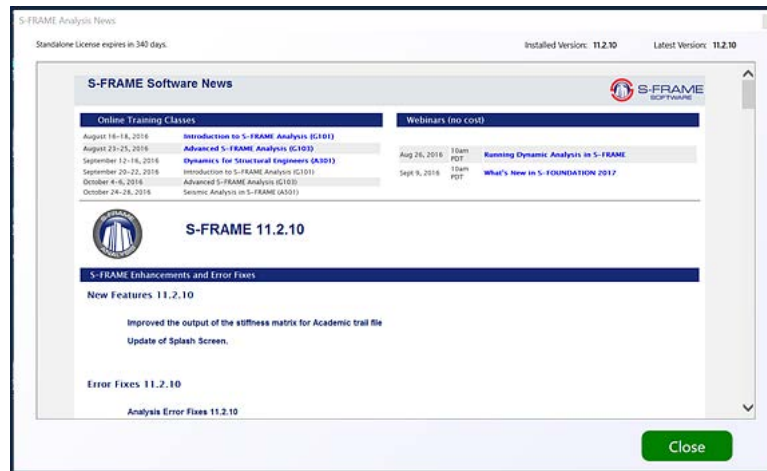 S-FRAME Analysis News
Standalone License expires in 340 days.
Installed Version: 11.2.10
Latest Version: 11.2.10
S-FRAME Software News
S-FRAME
SOFTWARE
Online Training Classes
August 16-18, 2016 Introduction to S-FRAME Analysis (G101)
August 23-25, 2016 Advanced S-FRAME Analysis (G103)
September 12-16, 2016 Dynamics for Structural Engineers (A301)
September 20-22, 2016 Introduction to S-FRAME Analysis (G101)
October 4-6, 2016 Advanced S-FRAME Analysis (G103)
October 24-28, 2016 Seismic Analysis in S-FRAME (A501)
Webinars (no cost)
Aug 26, 2016 10am PDT Running Dynamic Analysis in S-FRAME
Sept 9, 2016 10am PDT What's New in S-FOUNDATION 2017
S-FRAME
ANALYSIS
S-FRAME 11.2.10
S-FRAME Enhancements and Error Fixes
New Features 11.2.10
Improved the output of the stiffness matrix for Academic trail file
Update of Splash Screen.
Error Fixes 11.2.10
Analysis Error Fixes 11.2.10
Close